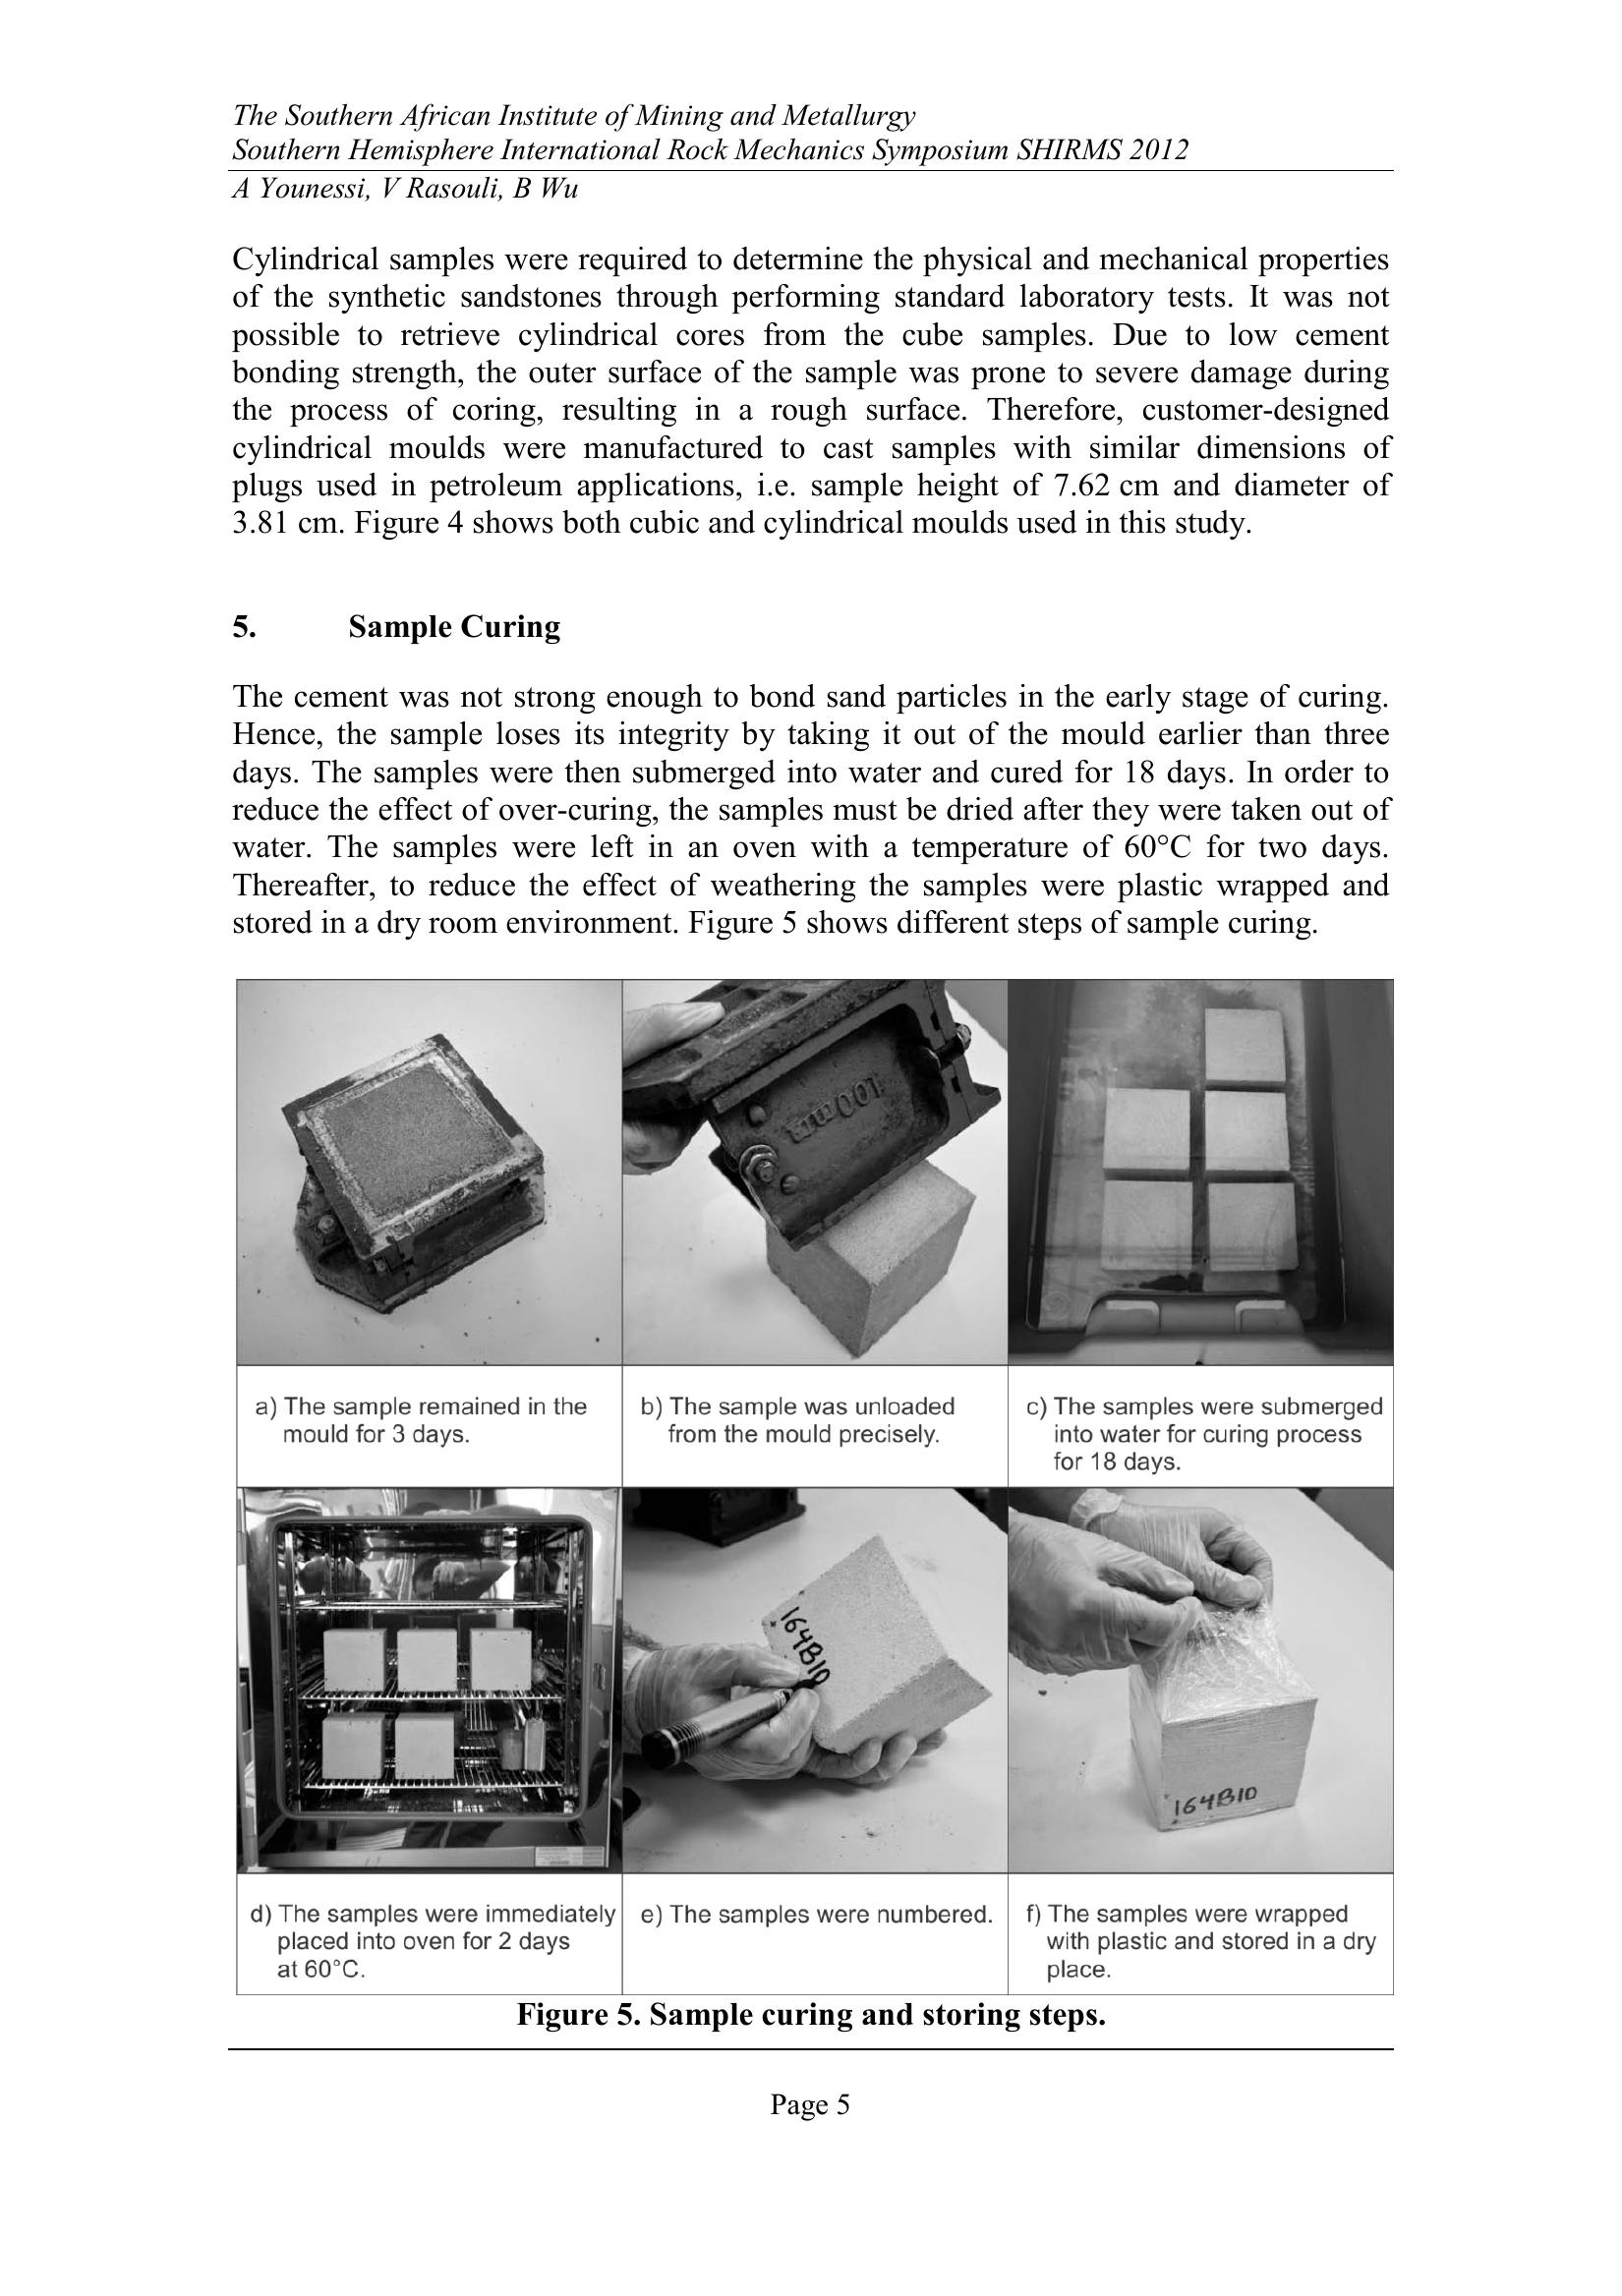 The Southern African Institute of Mining and Metallurgy
Southern Hemisphere International Rock Mechanics Symposium SHIRMS 2012
A Younessi, V Rasouli, B Wu
Cylindrical samples were required to determine the physical and mechanical properties
of the synthetic sandstones through performing standard laboratory tests. It was not
possible to retrieve cylindrical cores from the cube samples. Due to low cement
bonding strength, the outer surface of the sample was prone to severe damage during
the process of coring, resulting in a rough surface. Therefore, customer-designed
cylindrical moulds were manufactured to cast samples with similar dimensions of
plugs used in petroleum applications, i.e. sample height of 7.62 cm and diameter of
3.81 cm. Figure 4 shows both cubic and cylindrical moulds used in this study.
5. Sample Curing
The cement was not strong enough to bond sand particles in the early stage of curing.
Hence, the sample loses its integrity by taking it out of the mould earlier than three
days. The samples were then submerged into water and cured for 18 days. In order to
reduce the effect of over-curing, the samples must be dried after they were taken out of
water. The samples were left in an oven with a temperature of 60°C for two days.
Thereafter, to reduce the effect of weathering the samples were plastic wrapped and
stored in a dry room environment. Figure 5 shows different steps of sample curing.
100mm
a) The sample remained in the
mould for 3 days.
b) The sample was unloaded
from the mould precisely.
c) The samples were submerged
into water for curing process
for 18 days.
164B10
164B10
d) The samples were immediately
placed into oven for 2 days
at 60°C.
e) The samples were numbered.
f) The samples were wrapped
with plastic and stored in a dry
place.
Figure 5. Sample curing and storing steps.
Page 5